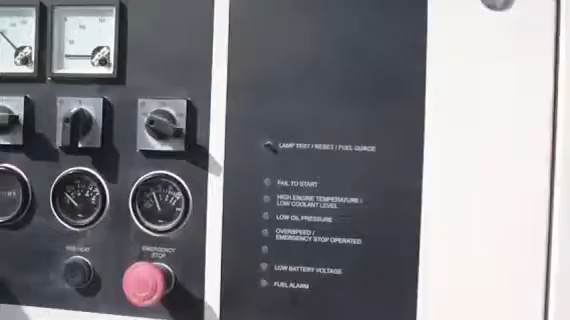 LAMP TEST / RESET / FUEL GUAGE
FAIL TO START
HIGH ENGINE TEMPERATURE /
LOW COOLANT LEVEL
LOW OIL PRESSURE
OVERSPEED /
EMERGENCY STOP OPERATED
LOW BATTERY VOLTAGE
FUEL ALARM
PRE-HEAT
EMERGENCY
STOP